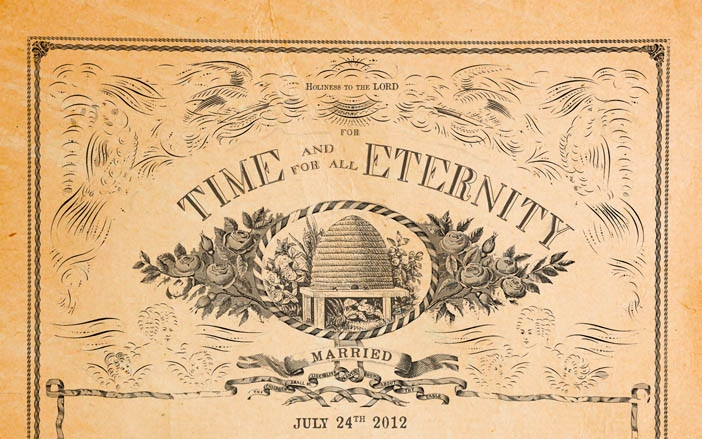 HOLINESS TO THE LORD
FOR
TIME AND FOR ALL ETERNITY
MARRIED
JULY 24TH 2012